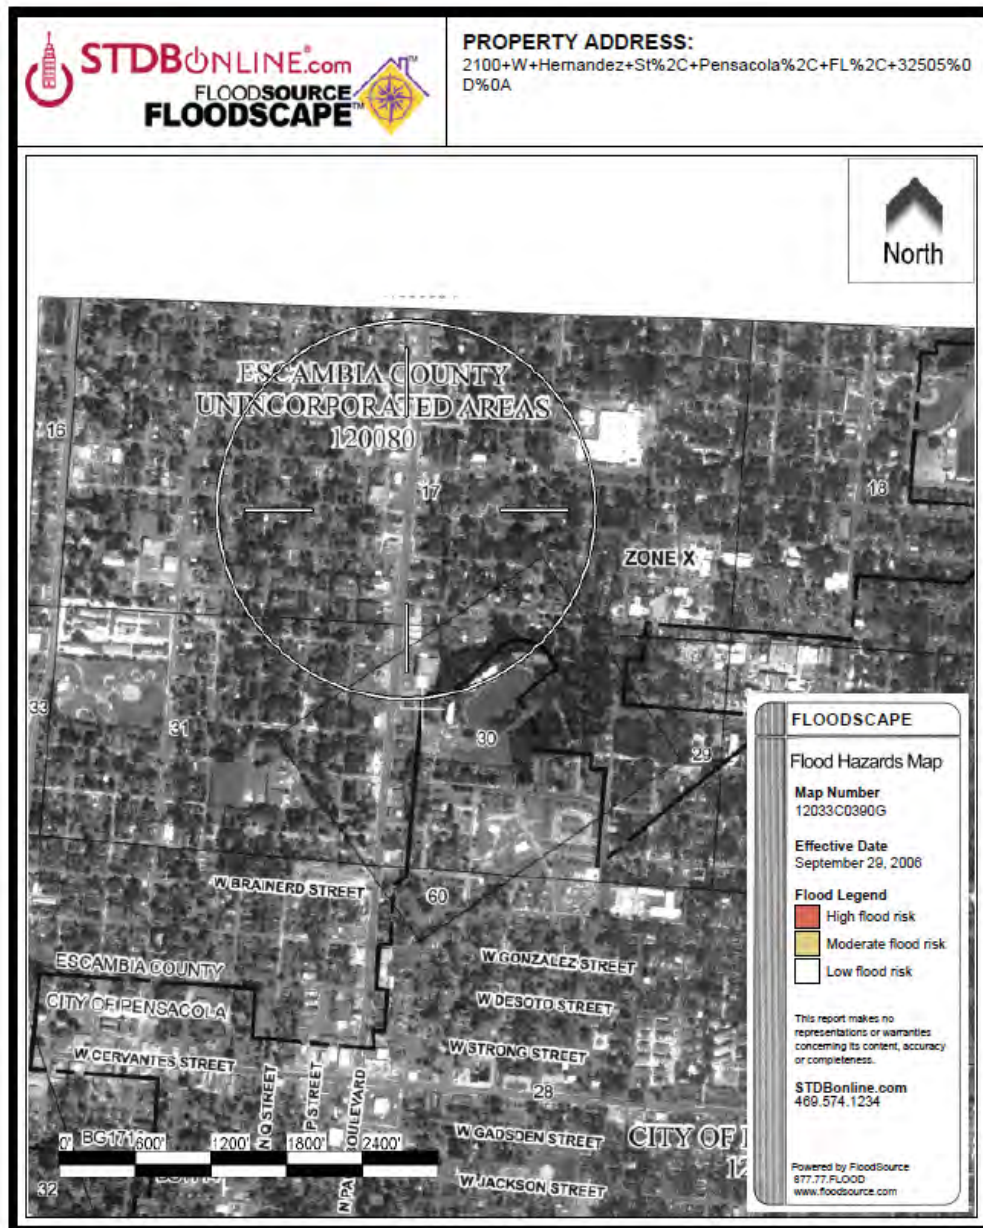 STDBONLINE.com
FLOODSOURCE
FLOODSCAPE™
PROPERTY ADDRESS:
2100+W+Hernandez+St%2C+Pensacola%2C+FL%2C+32505%0
D%0A
North
ESCAMBIA COUNTY
UNINCORPORATED AREAS
120080
16
17
18
ZONE X
33
31
30
29
W BRAINERD STREET
60
ESCAMBIA COUNTY
CITY OF PENSACOLA
W GONZALEZ STREET
W DESOTO STREET
W CERVANTES STREET
W STRONG STREET
N Q STREET
P STREET
28
W GADSDEN STREET
CITY OF
W JACKSON STREET
32
0'
600'
1200'
1800'
2400'
FLOODSCAPE
Flood Hazards Map
Map Number
12033C0390G
Effective Date
September 29, 2006
Flood Legend
High flood risk
Moderate flood risk
Low flood risk
This report makes no
representations or warranties
concerning its content, accuracy
or completeness.
STDBonline.com
469.574.1234
Powered by FloodSource
877.77.FLOOD
www.floodsource.com